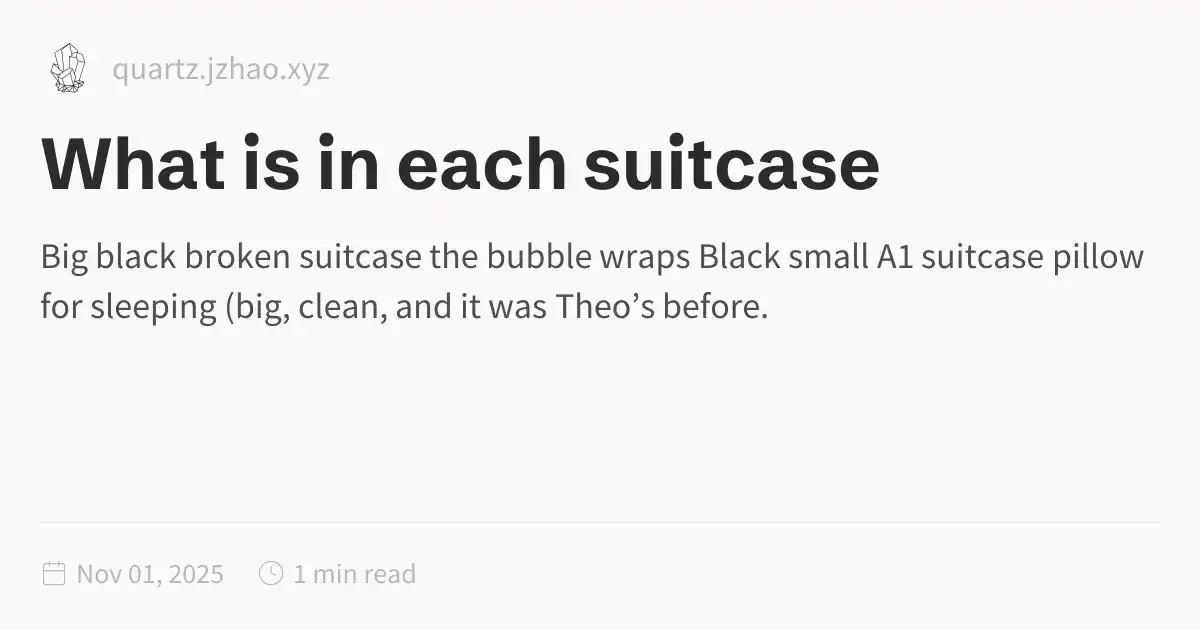 quartz.jzhao.xyz
What is in each suitcase
Big black broken suitcase the bubble wraps Black small A1 suitcase pillow
for sleeping (big, clean, and it was Theo’s before.
Nov 01, 2025
1 min read